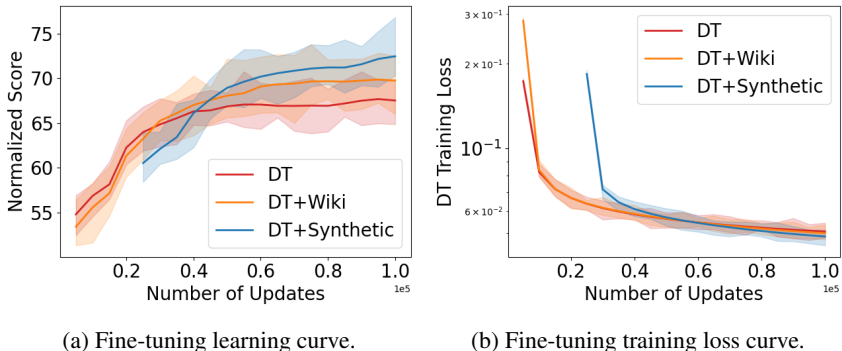 75
70
65
60
55
Normalized Score
DT
DT+Wiki
DT+Synthetic
0.2 0.4 0.6 0.8 1.0
1e5
Number of Updates
(a) Fine-tuning learning curve.
3 × 10⁻¹
2 × 10⁻¹
10⁻¹
6 × 10⁻²
DT Training Loss
DT
DT+Wiki
DT+Synthetic
0.2 0.4 0.6 0.8 1.0
1e5
Number of Updates
(b) Fine-tuning training loss curve.